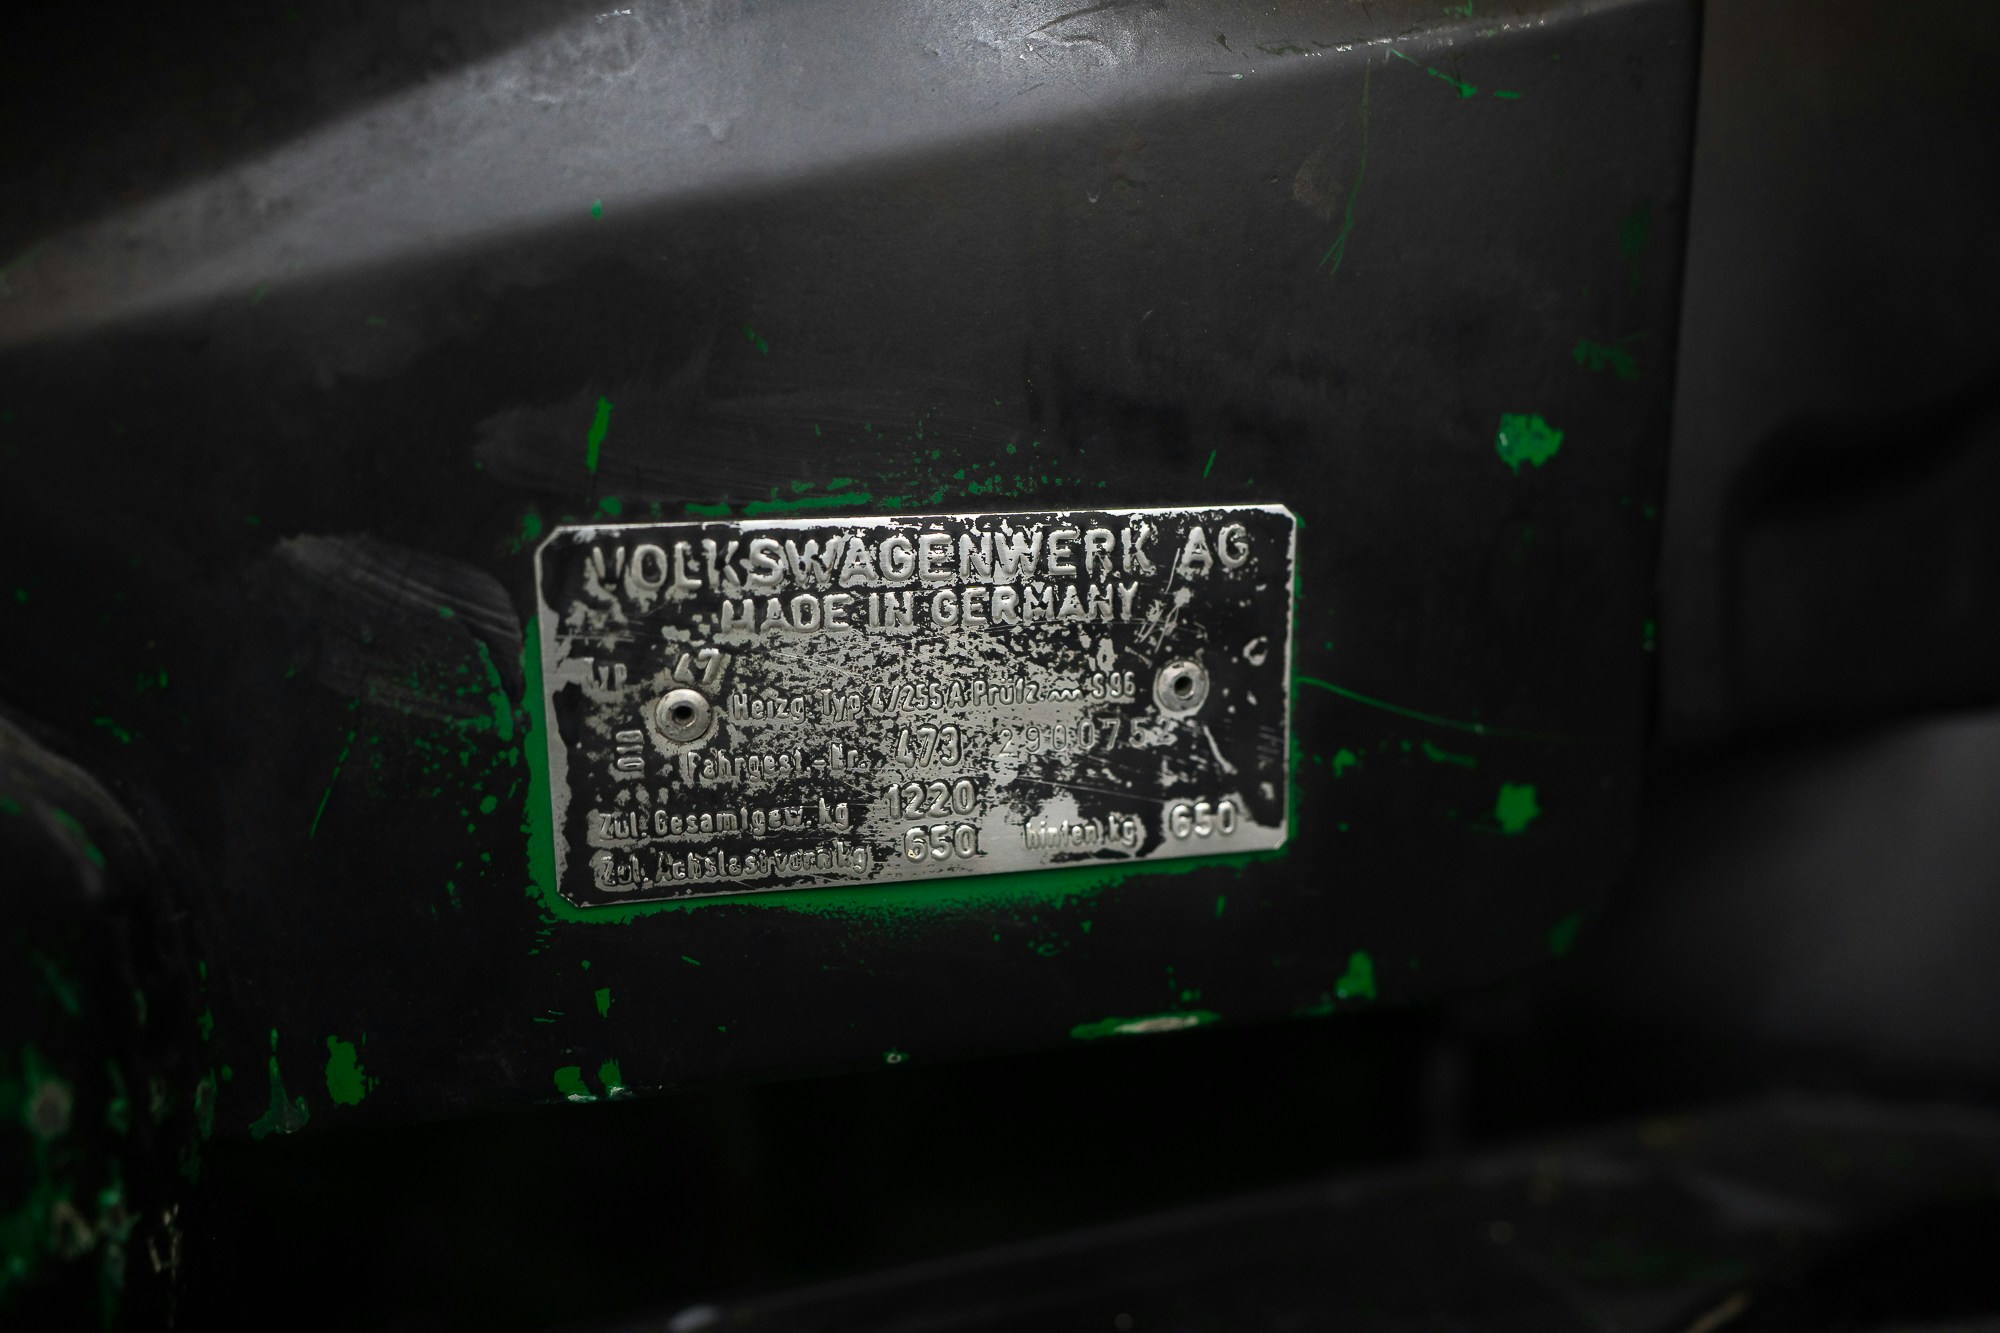 VOLKSWAGENWERK AG
MADE IN GERMANY
TYP 47
Heizg. Typ 4/255/A Prüfz. ~~~ S96
Fahrgest.-Nr. 473 290075
Zul. Gesamtgew. kg 1220
Zul. Achslast vorn kg 650 hinten kg 650